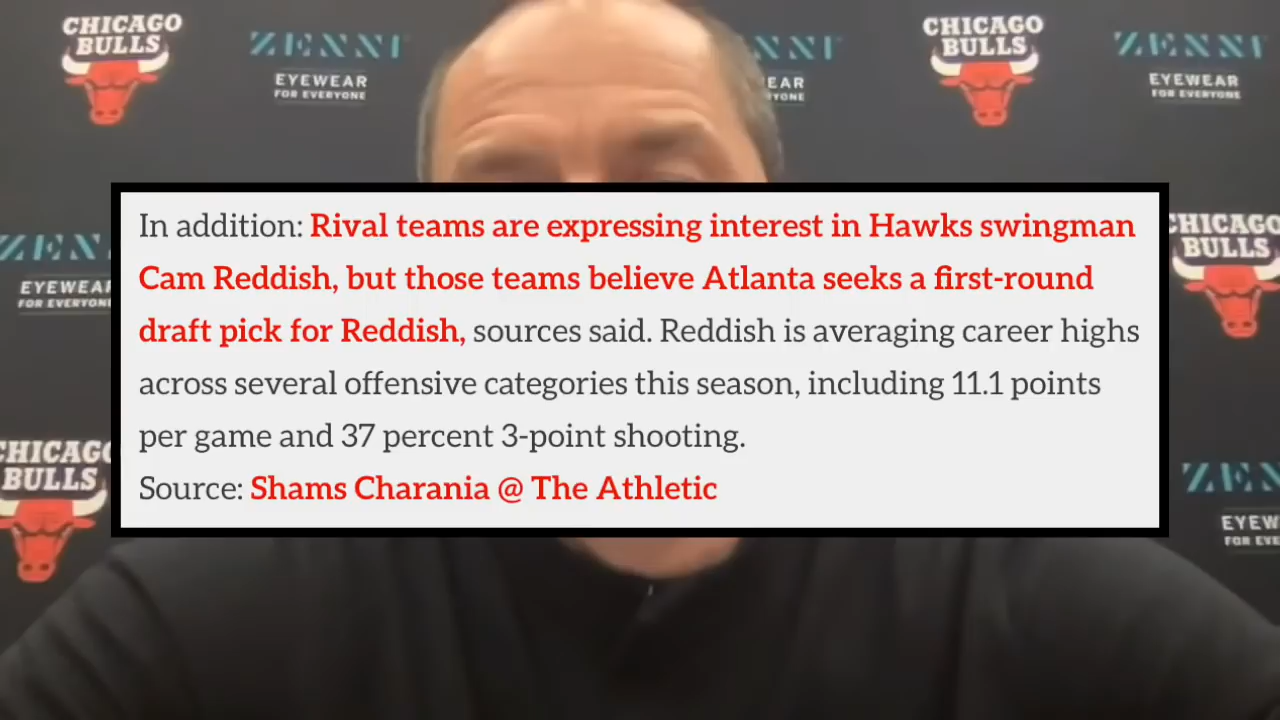 CHICAGO
BULLS
ZENNI
EYEWEAR
FOR EVERYONE
CHICAGO
BULLS
ZENNI
EYEWEAR
FOR EVERYONE
In addition: Rival teams are expressing interest in Hawks swingman
Cam Reddish, but those teams believe Atlanta seeks a first-round
draft pick for Reddish, sources said. Reddish is averaging career highs
across several offensive categories this season, including 11.1 points
per game and 37 percent 3-point shooting.
Source: Shams Charania @ The Athletic
CHICAGO
BULLS
BULLS